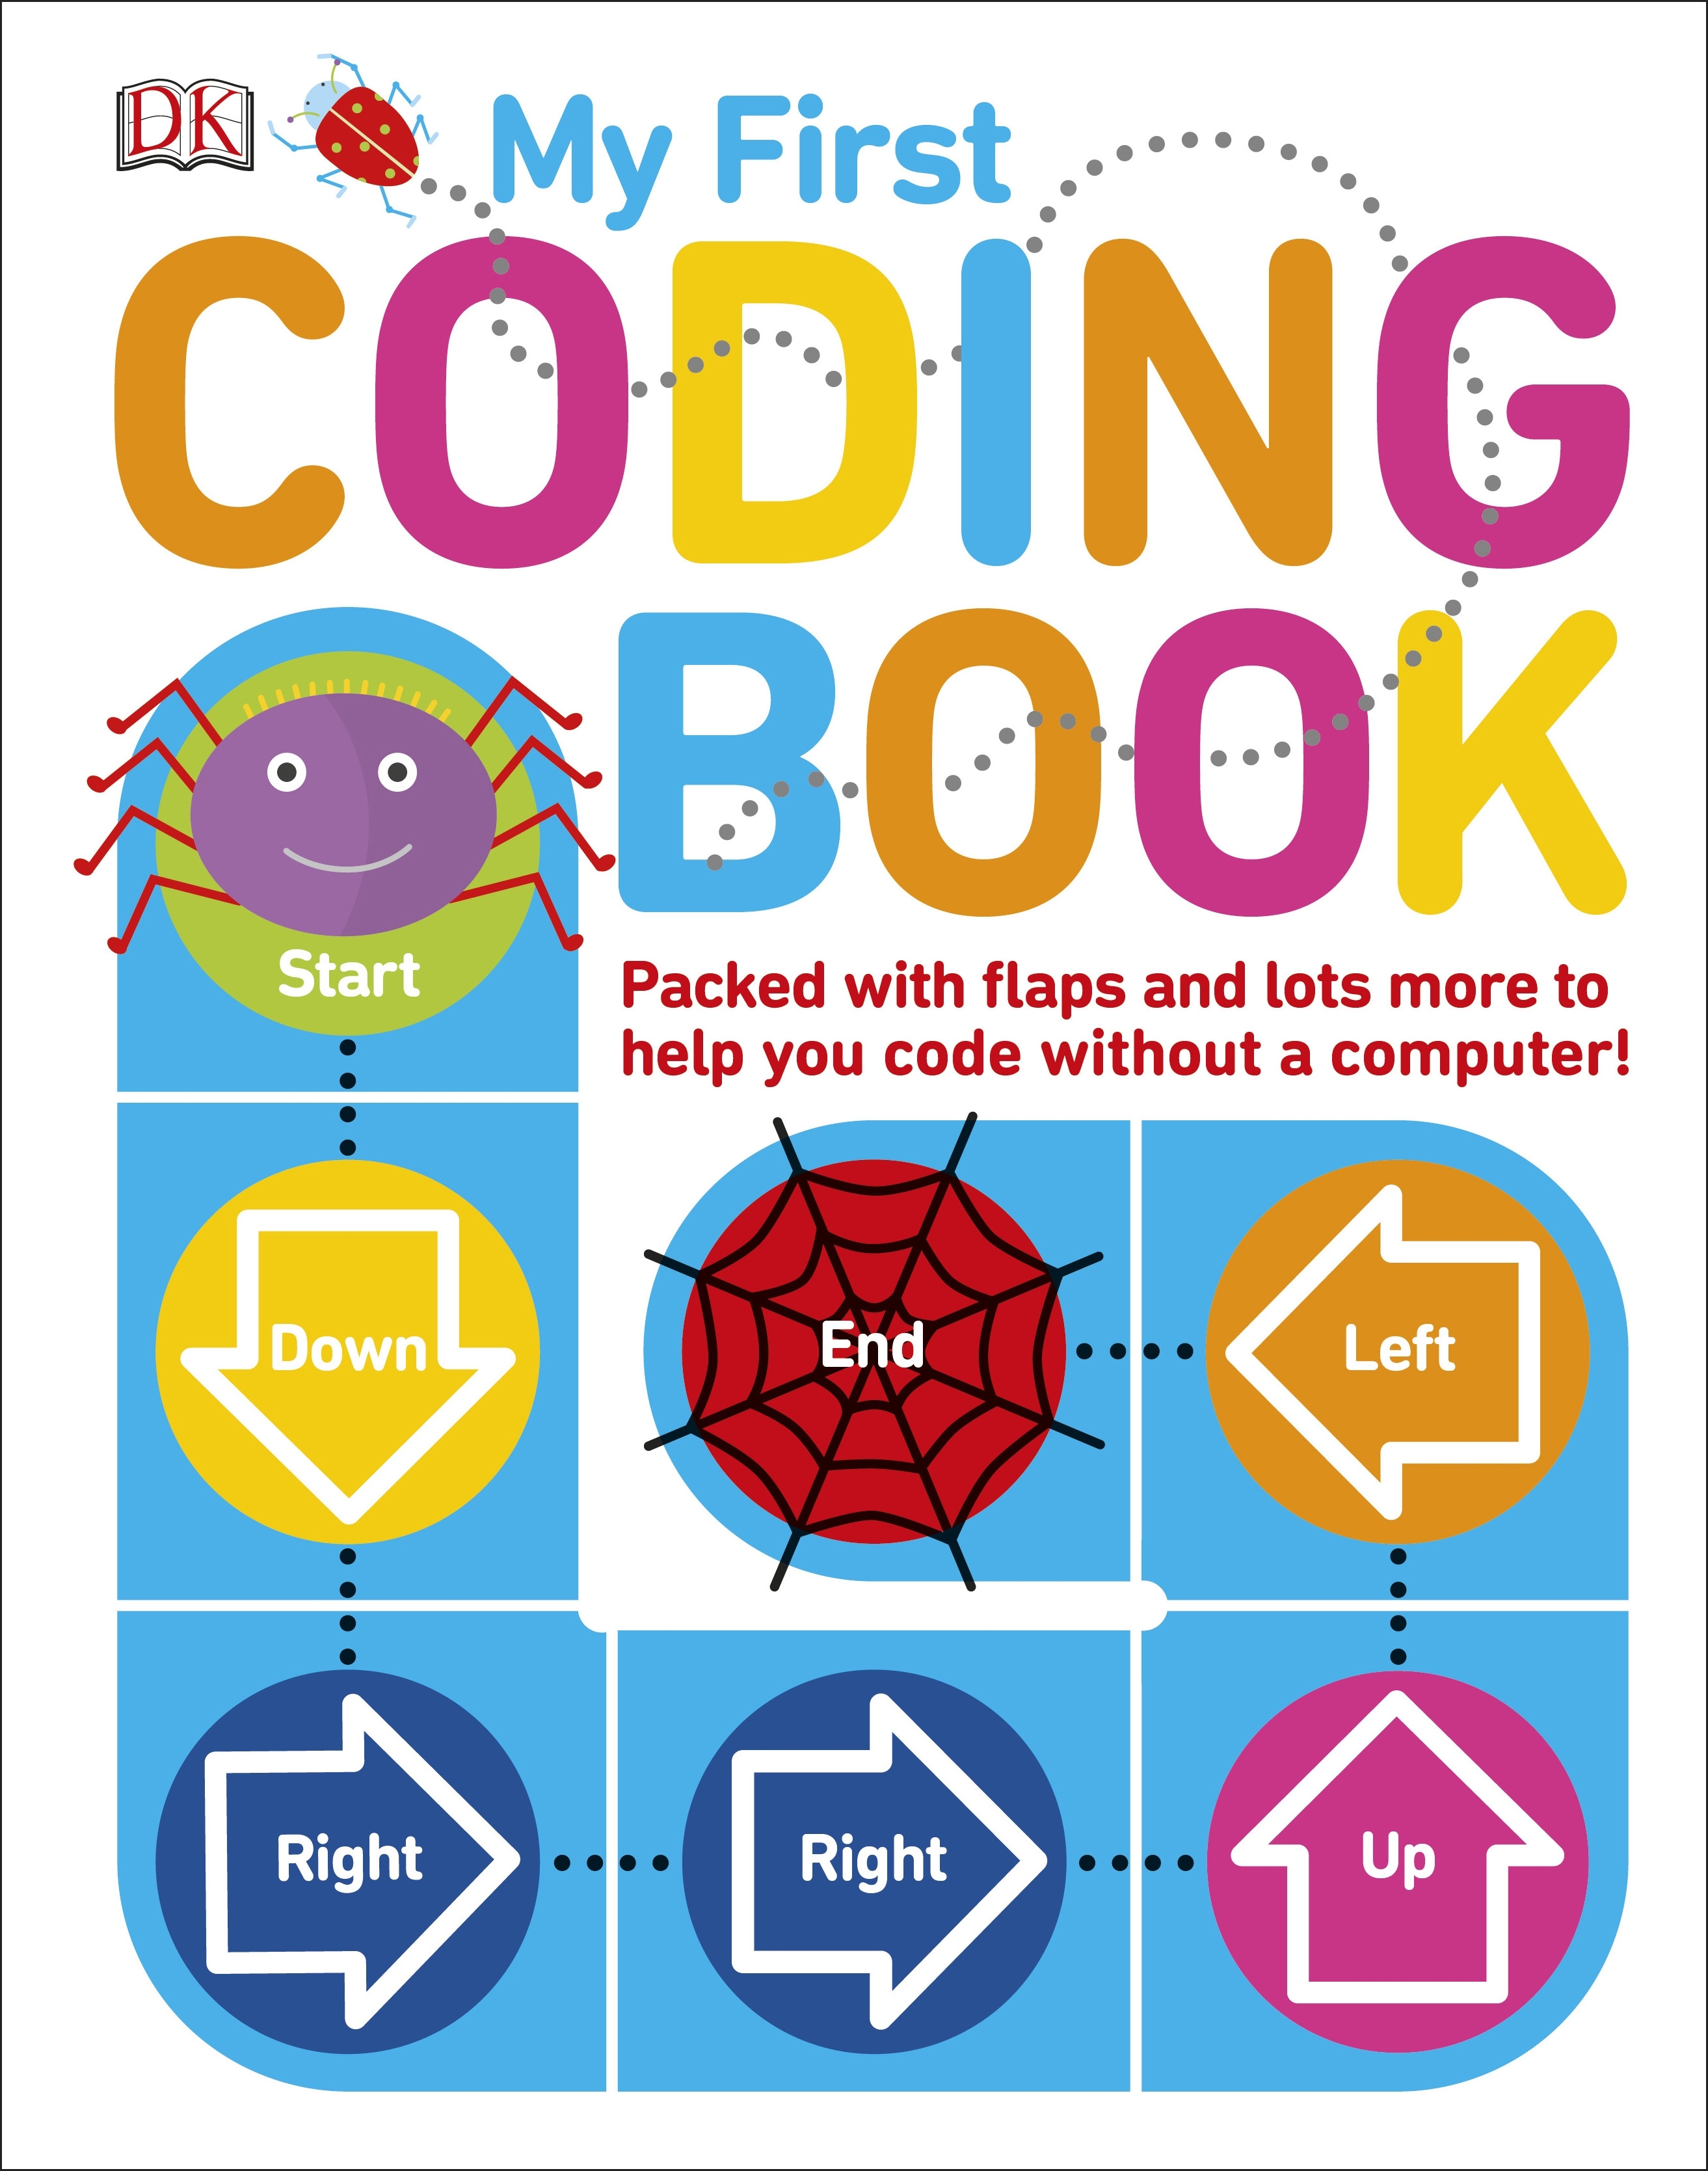 DK
My First
CODING
BOOK
Start
Packed with flaps and lots more to
help you code without a computer!
Down
End
Left
Right
Right
Up